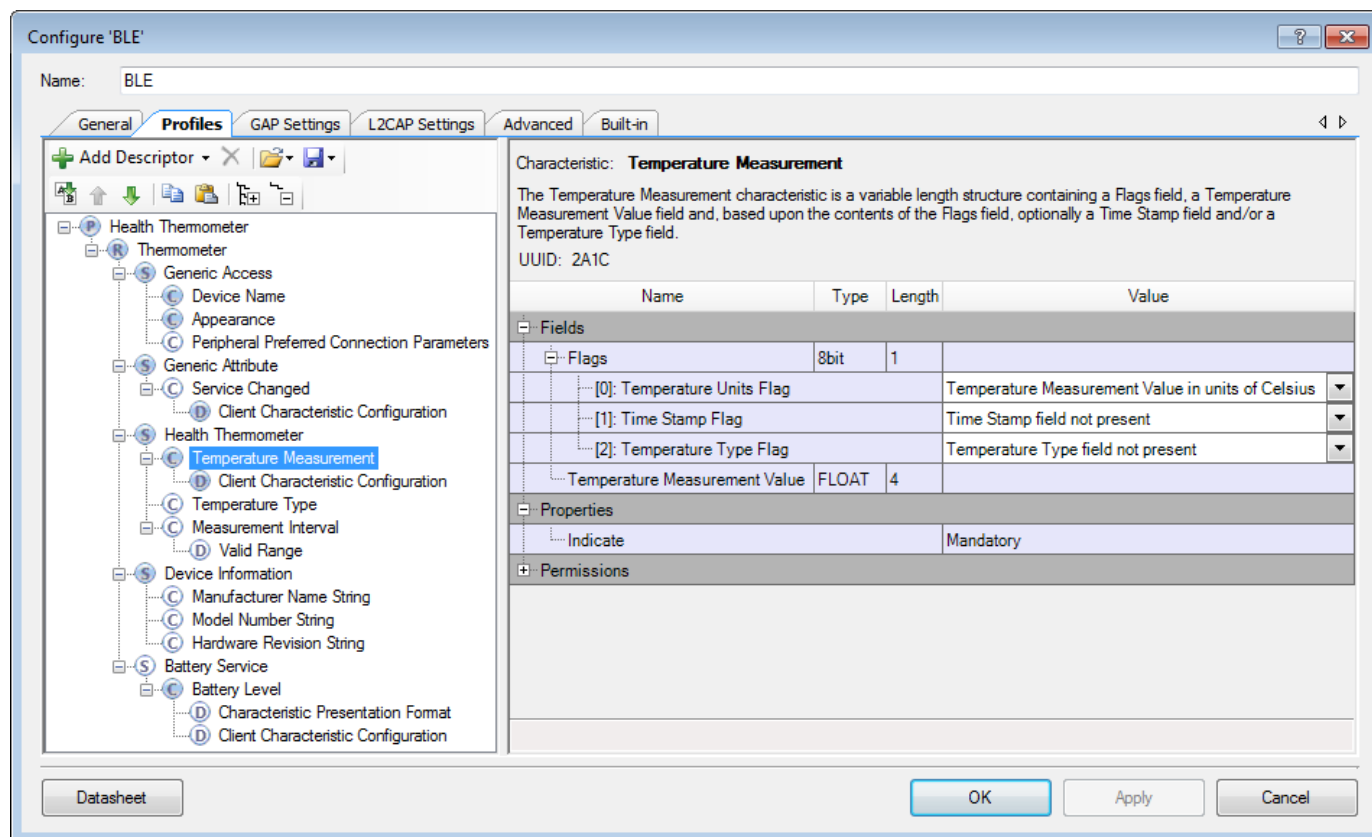 Configure 'BLE'
Name: BLE
General Profiles GAP Settings L2CAP Settings Advanced Built-in
Add Descriptor
P Health Thermometer
R Thermometer
S Generic Access
C Device Name
C Appearance
C Peripheral Preferred Connection Parameters
S Generic Attribute
C Service Changed
D Client Characteristic Configuration
S Health Thermometer
C Temperature Measurement
D Client Characteristic Configuration
C Temperature Type
C Measurement Interval
D Valid Range
S Device Information
C Manufacturer Name String
C Model Number String
C Hardware Revision String
S Battery Service
C Battery Level
D Characteristic Presentation Format
D Client Characteristic Configuration
Characteristic: Temperature Measurement
The Temperature Measurement characteristic is a variable length structure containing a Flags field, a Temperature
Measurement Value field and, based upon the contents of the Flags field, optionally a Time Stamp field and/or a
Temperature Type field.
UUID: 2A1C
Name Type Length Value
Fields
Flags 8bit 1
[0]: Temperature Units Flag Temperature Measurement Value in units of Celsius
[1]: Time Stamp Flag Time Stamp field not present
[2]: Temperature Type Flag Temperature Type field not present
Temperature Measurement Value FLOAT 4
Properties
Indicate Mandatory
Permissions
Datasheet OK Apply Cancel